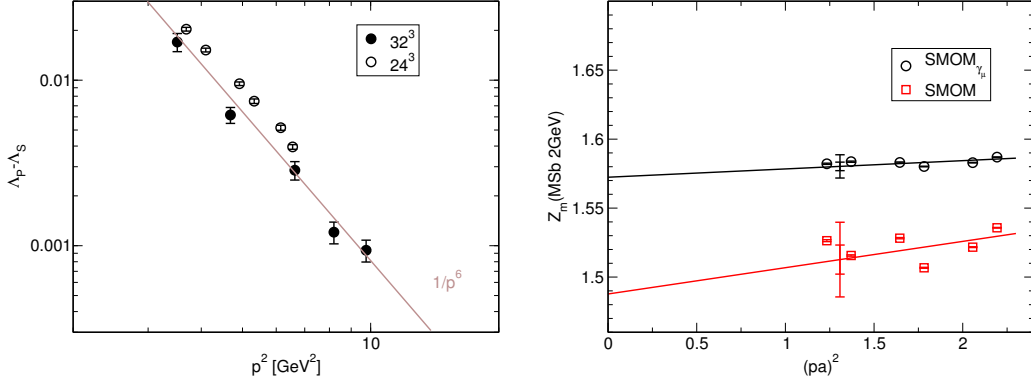 0.01
0.001
Λ_P-Λ_S
32^3
24^3
1/p^6
10
p^2 [GeV^2]
1.65
1.6
1.55
1.5
Z_m(MSb 2GeV)
SMOM_γ_μ
SMOM
0
0.5
1
1.5
2
(pa)^2